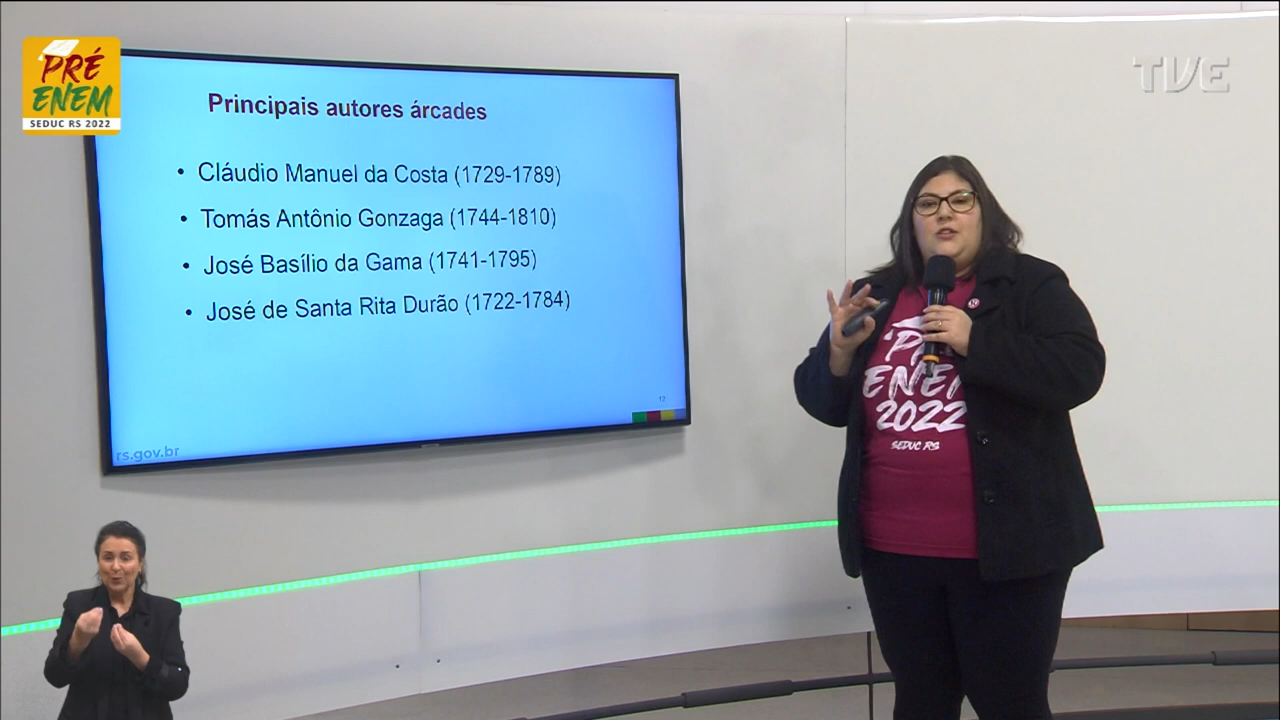 PRÉ
ENEM
SEDUC RS 2022
TVE
Principais autores árcades
• Cláudio Manuel da Costa (1729-1789)
• Tomás Antônio Gonzaga (1744-1810)
• José Basílio da Gama (1741-1795)
• José de Santa Rita Durão (1722-1784)
12
rs.gov.br
ENEM
2022
SEDUC RS